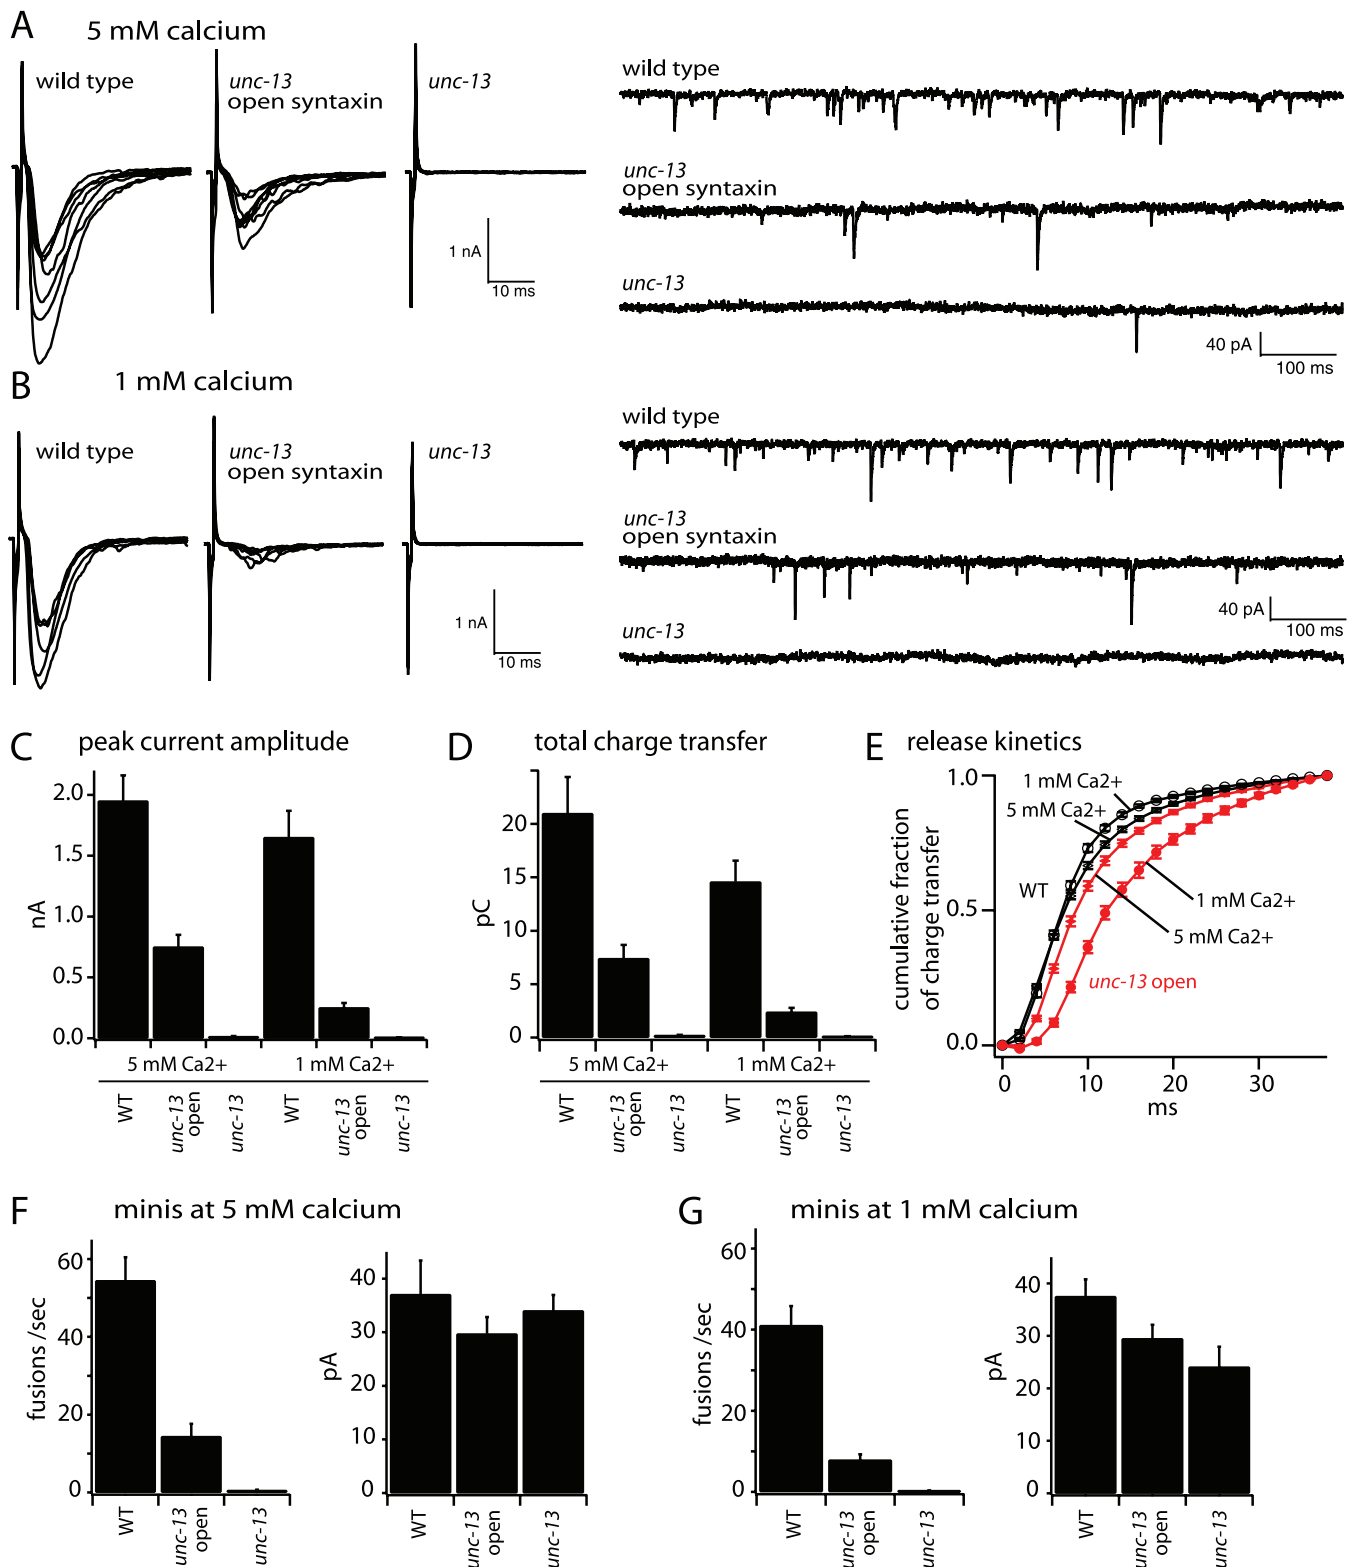 A
5 mM calcium
wild type
unc-13
open syntaxin
unc-13
1 nA
10 ms
wild type
unc-13
open syntaxin
unc-13
40 pA
100 ms
B
1 mM calcium
wild type
unc-13
open syntaxin
unc-13
1 nA
10 ms
wild type
unc-13
open syntaxin
unc-13
40 pA
100 ms
C
peak current amplitude
2.0
1.5
1.0
0.5
0.0
nA
5 mM Ca2+
1 mM Ca2+
WT
unc-13
open
unc-13
WT
unc-13
open
unc-13
D
total charge transfer
20
15
10
5
0
pC
5 mM Ca2+
1 mM Ca2+
WT
unc-13
open
unc-13
WT
unc-13
open
unc-13
E
release kinetics
1.0
0.5
0.0
cumulative fraction
of charge transfer
1 mM Ca2+
5 mM Ca2+
WT
1 mM Ca2+
5 mM Ca2+
unc-13 open
0
10
20
30
ms
F
minis at 5 mM calcium
60
40
20
0
fusions /sec
WT
unc-13
open
unc-13
40
30
20
10
0
pA
WT
unc-13
open
unc-13
G
minis at 1 mM calcium
60
40
20
0
fusions /sec
WT
unc-13
open
unc-13
40
30
20
10
0
pA
WT
unc-13
open
unc-13